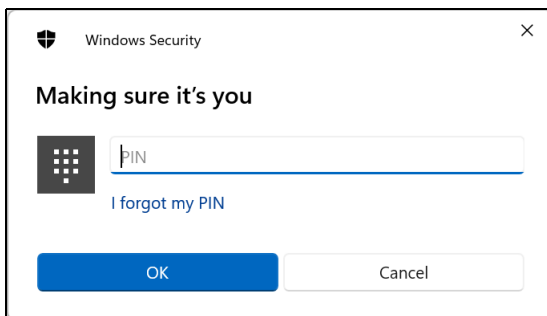 Windows Security
Making sure it's you
PIN
I forgot my PIN
OK
Cancel